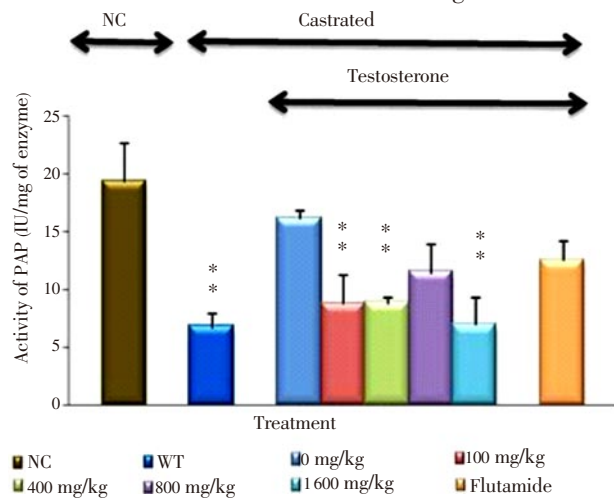 NC Castrated
Testosterone
Activity of PAP (IU/mg of enzyme)
25
20
15
10
5
0
**
**
**
**
Treatment
NC WT 0 mg/kg 100 mg/kg
400 mg/kg 800 mg/kg 1 600 mg/kg Flutamide